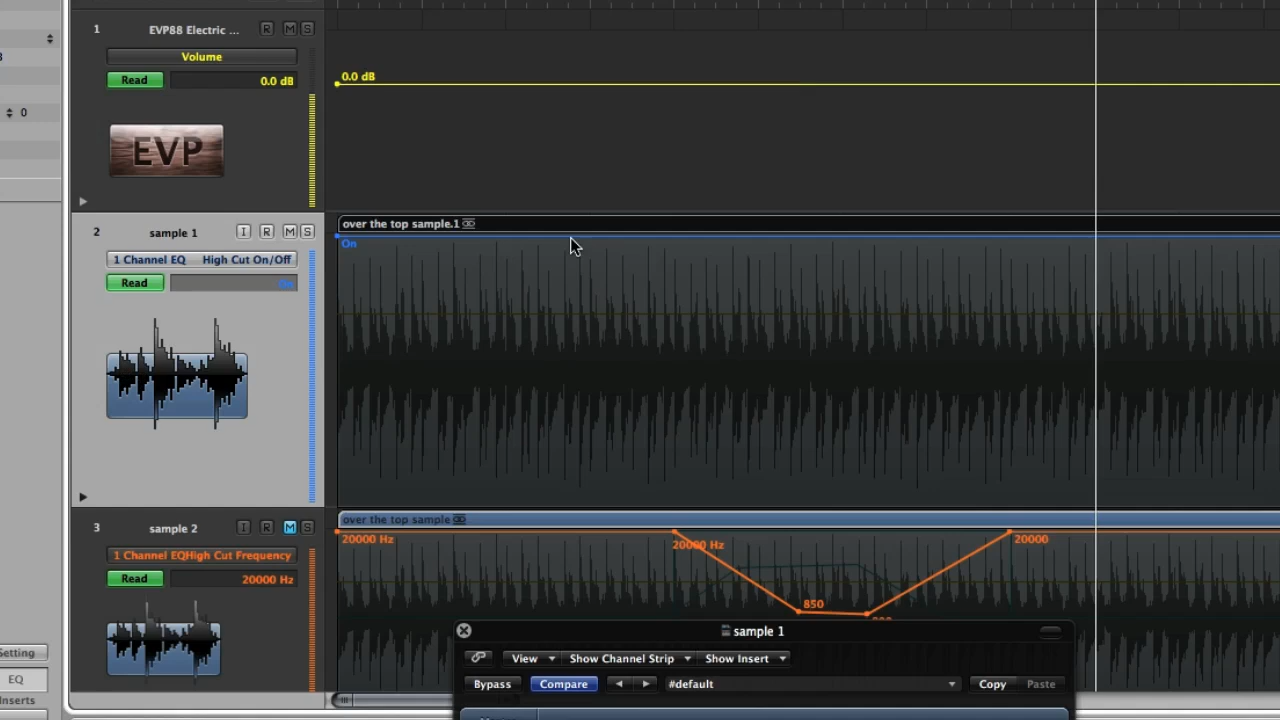 1 EVP88 Electric ... R M S
Volume
0.0 dB
Read 0.0 dB
0
EVP
over the top sample.1
2 sample 1 I R M S
On
1 Channel EQ High Cut On/Off
Read On
3 sample 2 I R M S
over the top sample
20000 Hz
20000 Hz
20000
1 Channel EQHigh Cut Frequency
Read 20000 Hz
850
sample 1
Setting
View Show Channel Strip Show Insert
EQ
Bypass Compare #default Copy Paste
Inserts